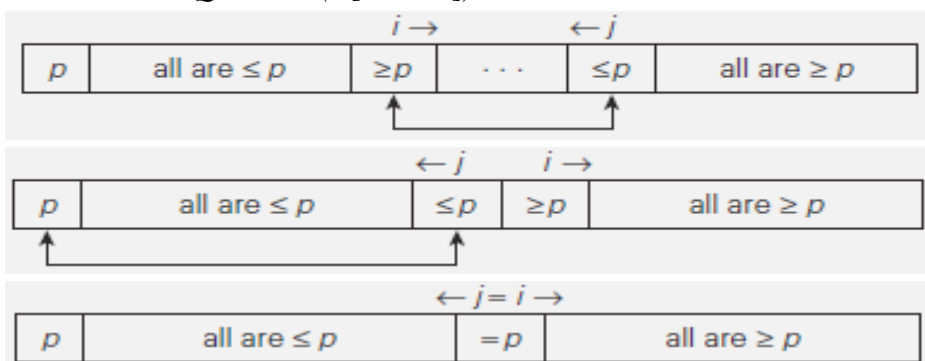 i → ← j
p all are ≤ p ≥p · · · ≤p all are ≥ p
← j i →
p all are ≤ p ≤p ≥p all are ≥ p
← j = i →
p all are ≤ p = p all are ≥ p